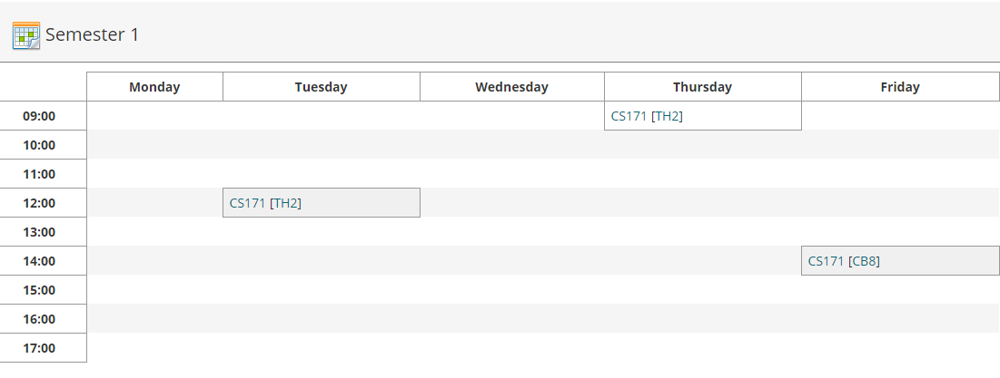 Semester 1
Monday Tuesday Wednesday Thursday Friday
09:00 CS171 [TH2]
10:00
11:00
12:00 CS171 [TH2]
13:00
14:00 CS171 [CB8]
15:00
16:00
17:00